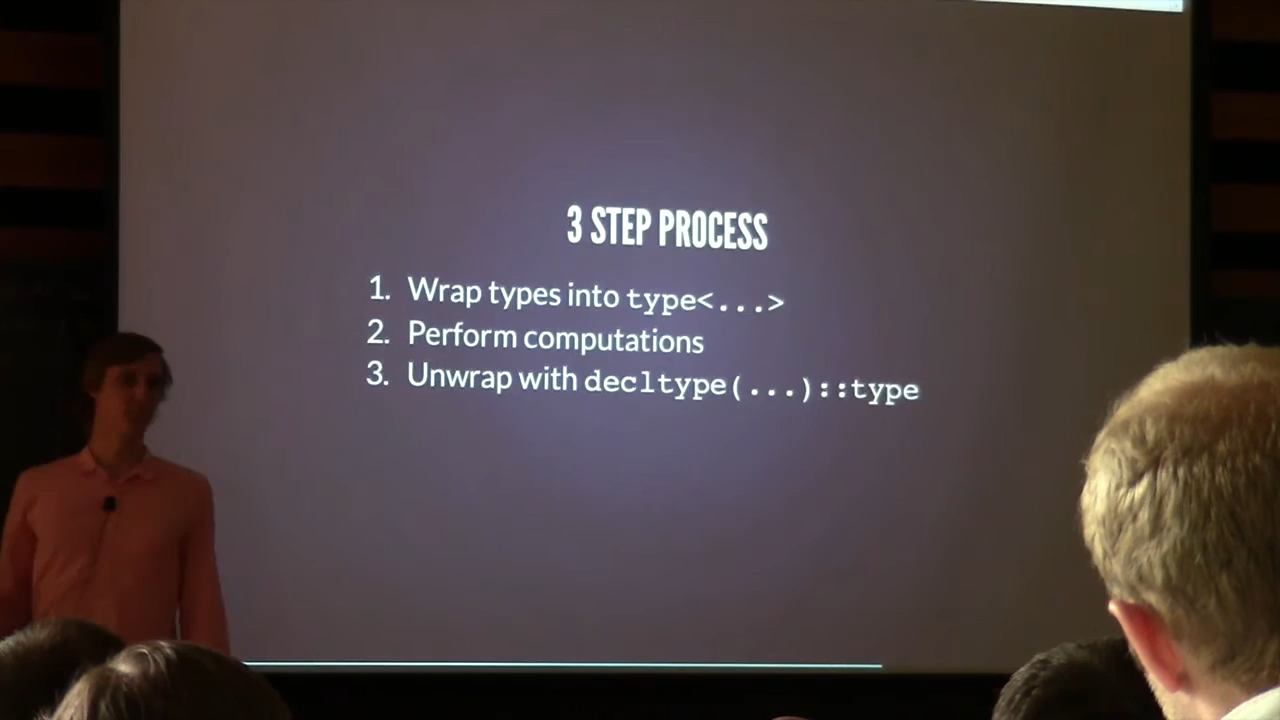 3 STEP PROCESS
1. Wrap types into type<...>
2. Perform computations
3. Unwrap with decltype(...)::type